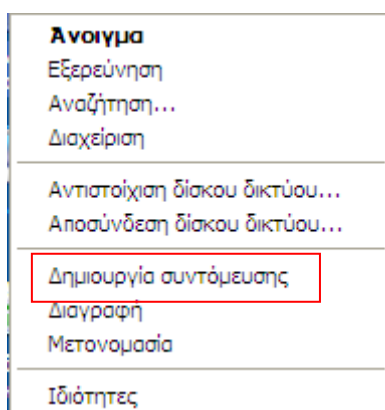 Άνοιγμα
Εξερεύνηση
Αναζήτηση...
Διαχείριση
Αντιστοίχιση δίσκου δικτύου...
Αποσύνδεση δίσκου δικτύου...
Δημιουργία συντόμευσης
Διαγραφή
Μετονομασία
Ιδιότητες